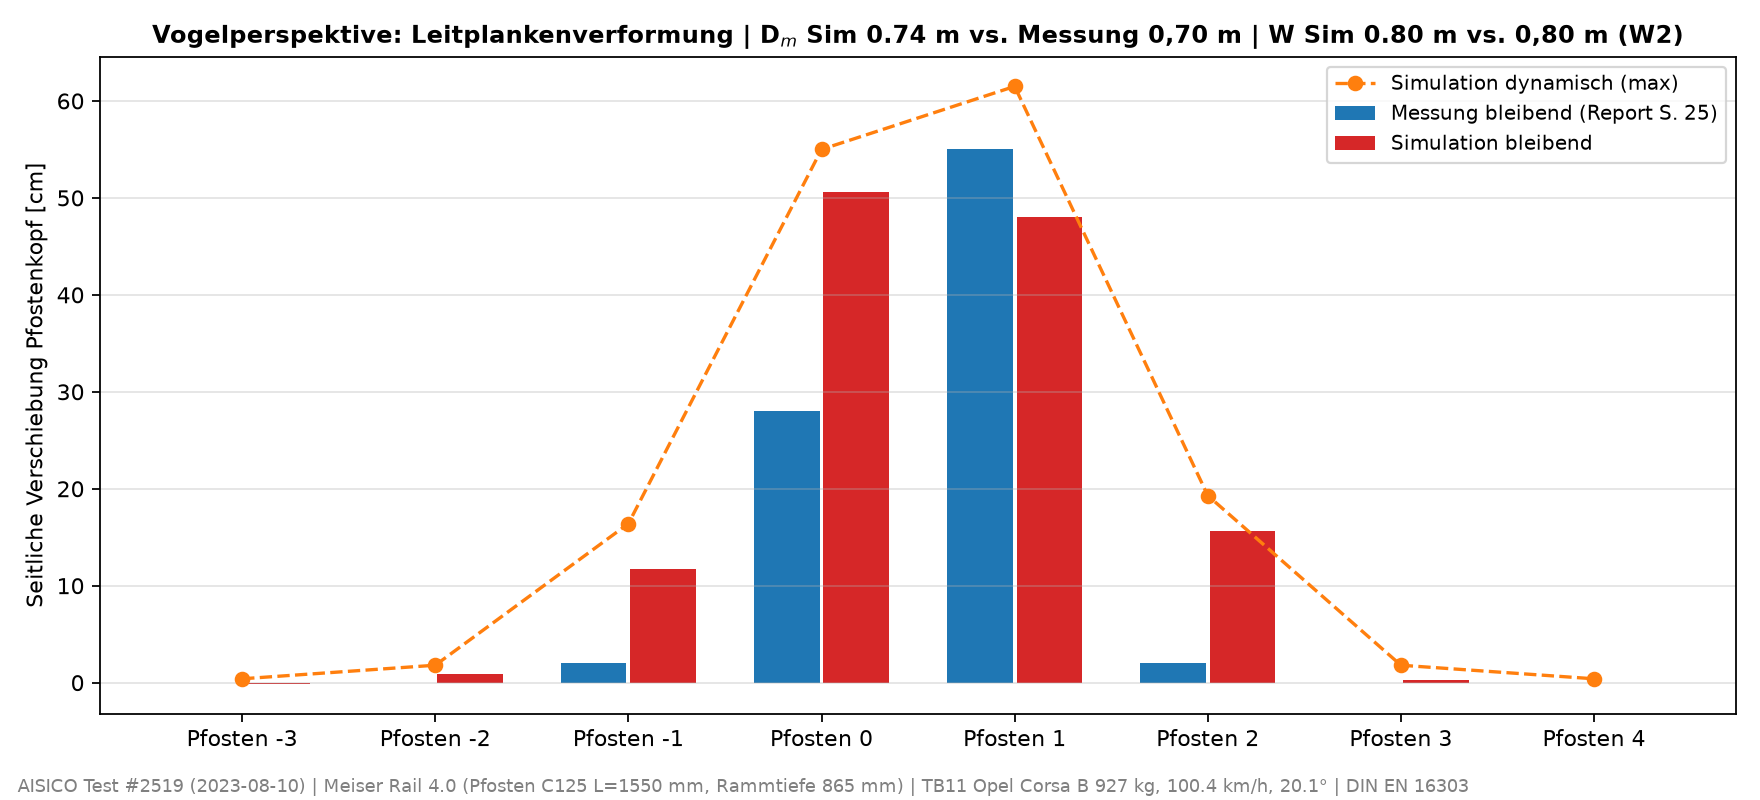 Vogelperspektive: Leitplankenverformung | Dm Sim 0.74 m vs. Messung 0,70 m | W Sim 0.80 m vs. 0,80 m (W2)
Simulation dynamisch (max)
Messung bleibend (Report S. 25)
Simulation bleibend
Seitliche Verschiebung Pfostenkopf [cm]
60
50
40
30
20
10
0
Pfosten -3 Pfosten -2 Pfosten -1 Pfosten 0 Pfosten 1 Pfosten 2 Pfosten 3 Pfosten 4
AISICO Test #2519 (2023-08-10) | Meiser Rail 4.0 (Pfosten C125 L=1550 mm, Rammtiefe 865 mm) | TB11 Opel Corsa B 927 kg, 100.4 km/h, 20.1° | DIN EN 16303